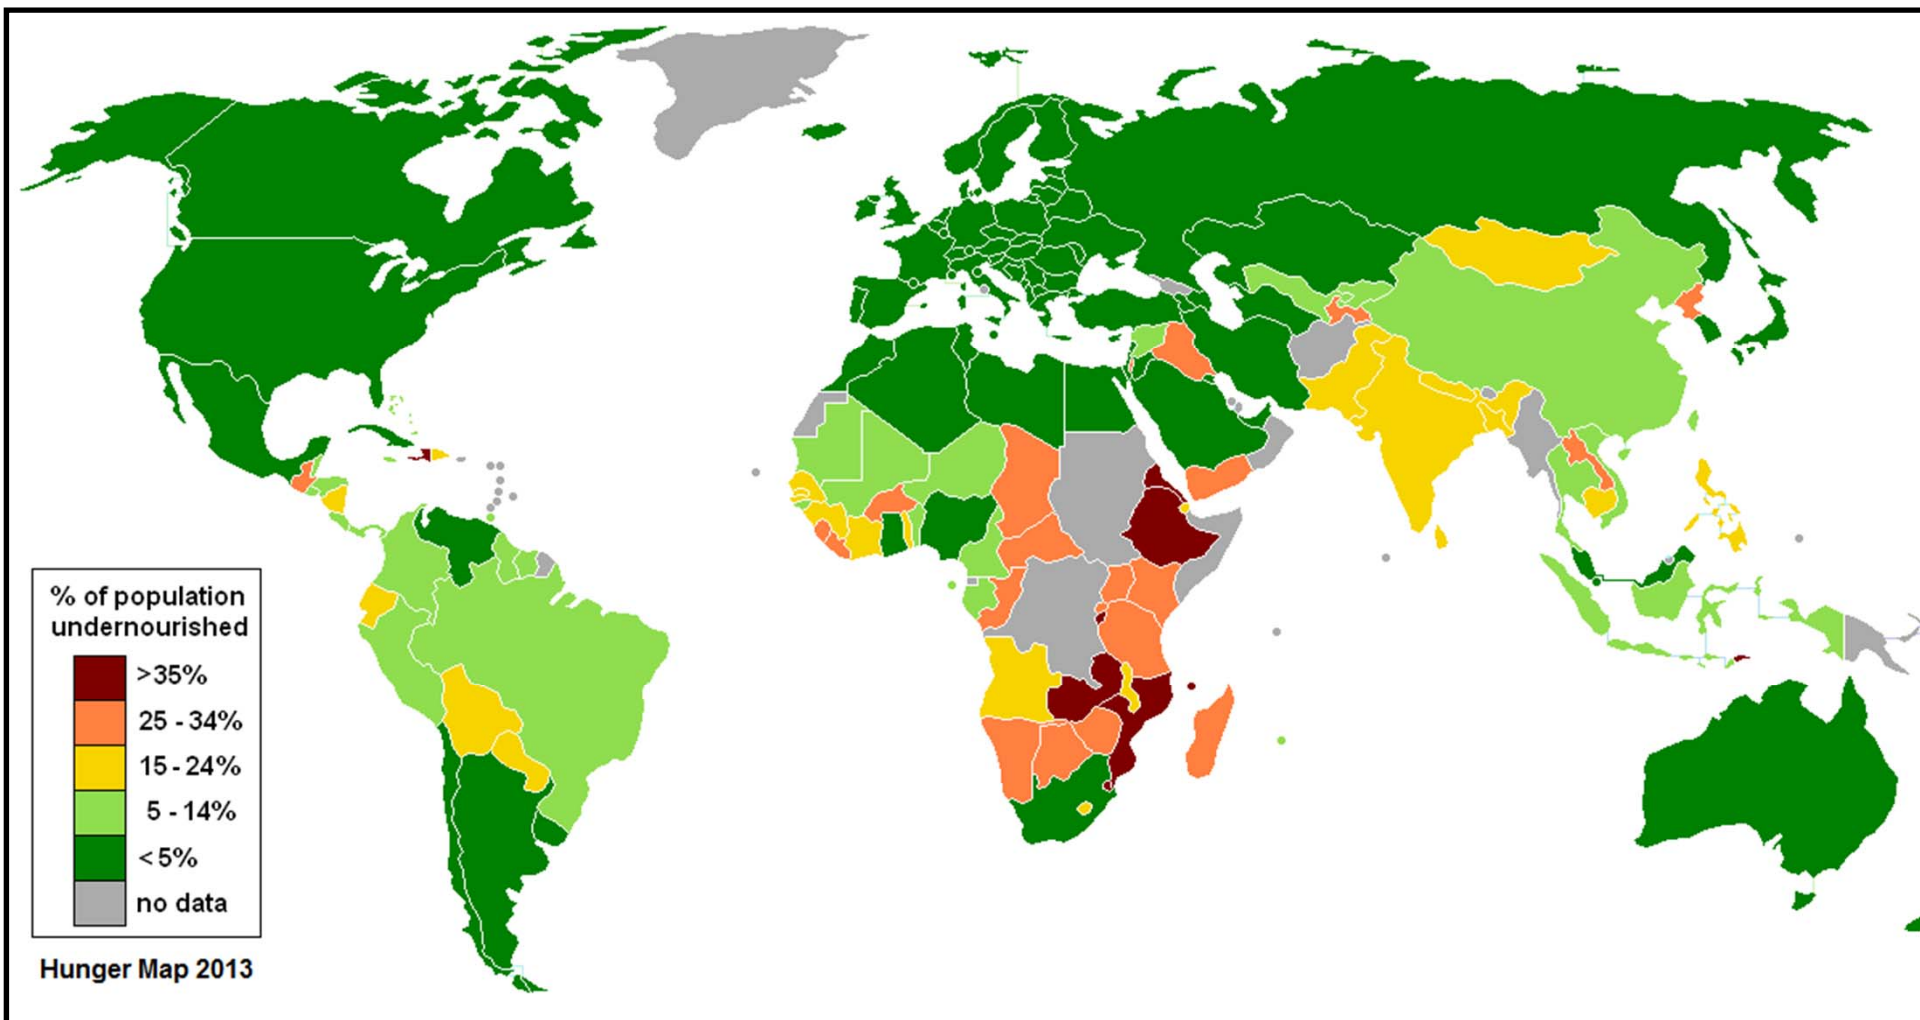 % of population
undernourished
>35%
25 - 34%
15 - 24%
5 - 14%
<5%
no data
Hunger Map 2013